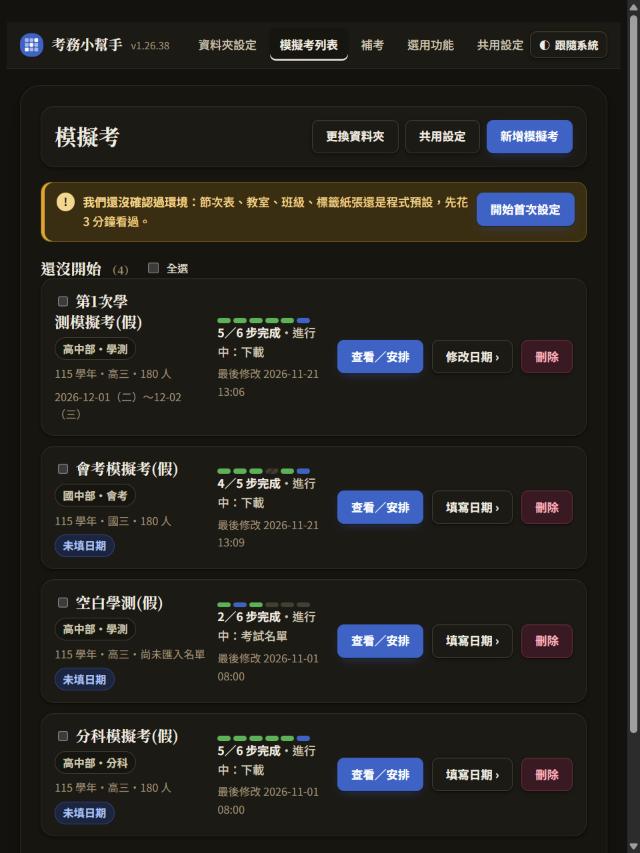 考務小幫手 v1.26.38 資料夾設定 模擬考列表 補考 選用功能 共用設定 跟隨系統
模擬考 更換資料夾 共用設定 新增模擬考
我們還沒確認過環境：節次表、教室、班級、標籤紙張還是程式預設，先花
3 分鐘看過。
開始首次設定
還沒開始 （4） 全選
第1次學
測模擬考(假)
高中部・學測
115 學年・高三・180 人
2026-12-01（二）～12-02
（三）
5／6 步完成・進行
中：下載
最後修改 2026-11-21
13:06
查看／安排 修改日期 › 刪除
會考模擬考(假)
國中部・會考
115 學年・國三・180 人
未填日期
4／5 步完成・進行
中：下載
最後修改 2026-11-21
13:09
查看／安排 填寫日期 › 刪除
空白學測(假)
高中部・學測
115 學年・高三・尚未匯入名單
未填日期
2／6 步完成・進行
中：考試名單
最後修改 2026-11-01
08:00
查看／安排 填寫日期 › 刪除
分科模擬考(假)
高中部・分科
115 學年・高三・180 人
未填日期
5／6 步完成・進行
中：下載
最後修改 2026-11-01
08:00
查看／安排 填寫日期 › 刪除